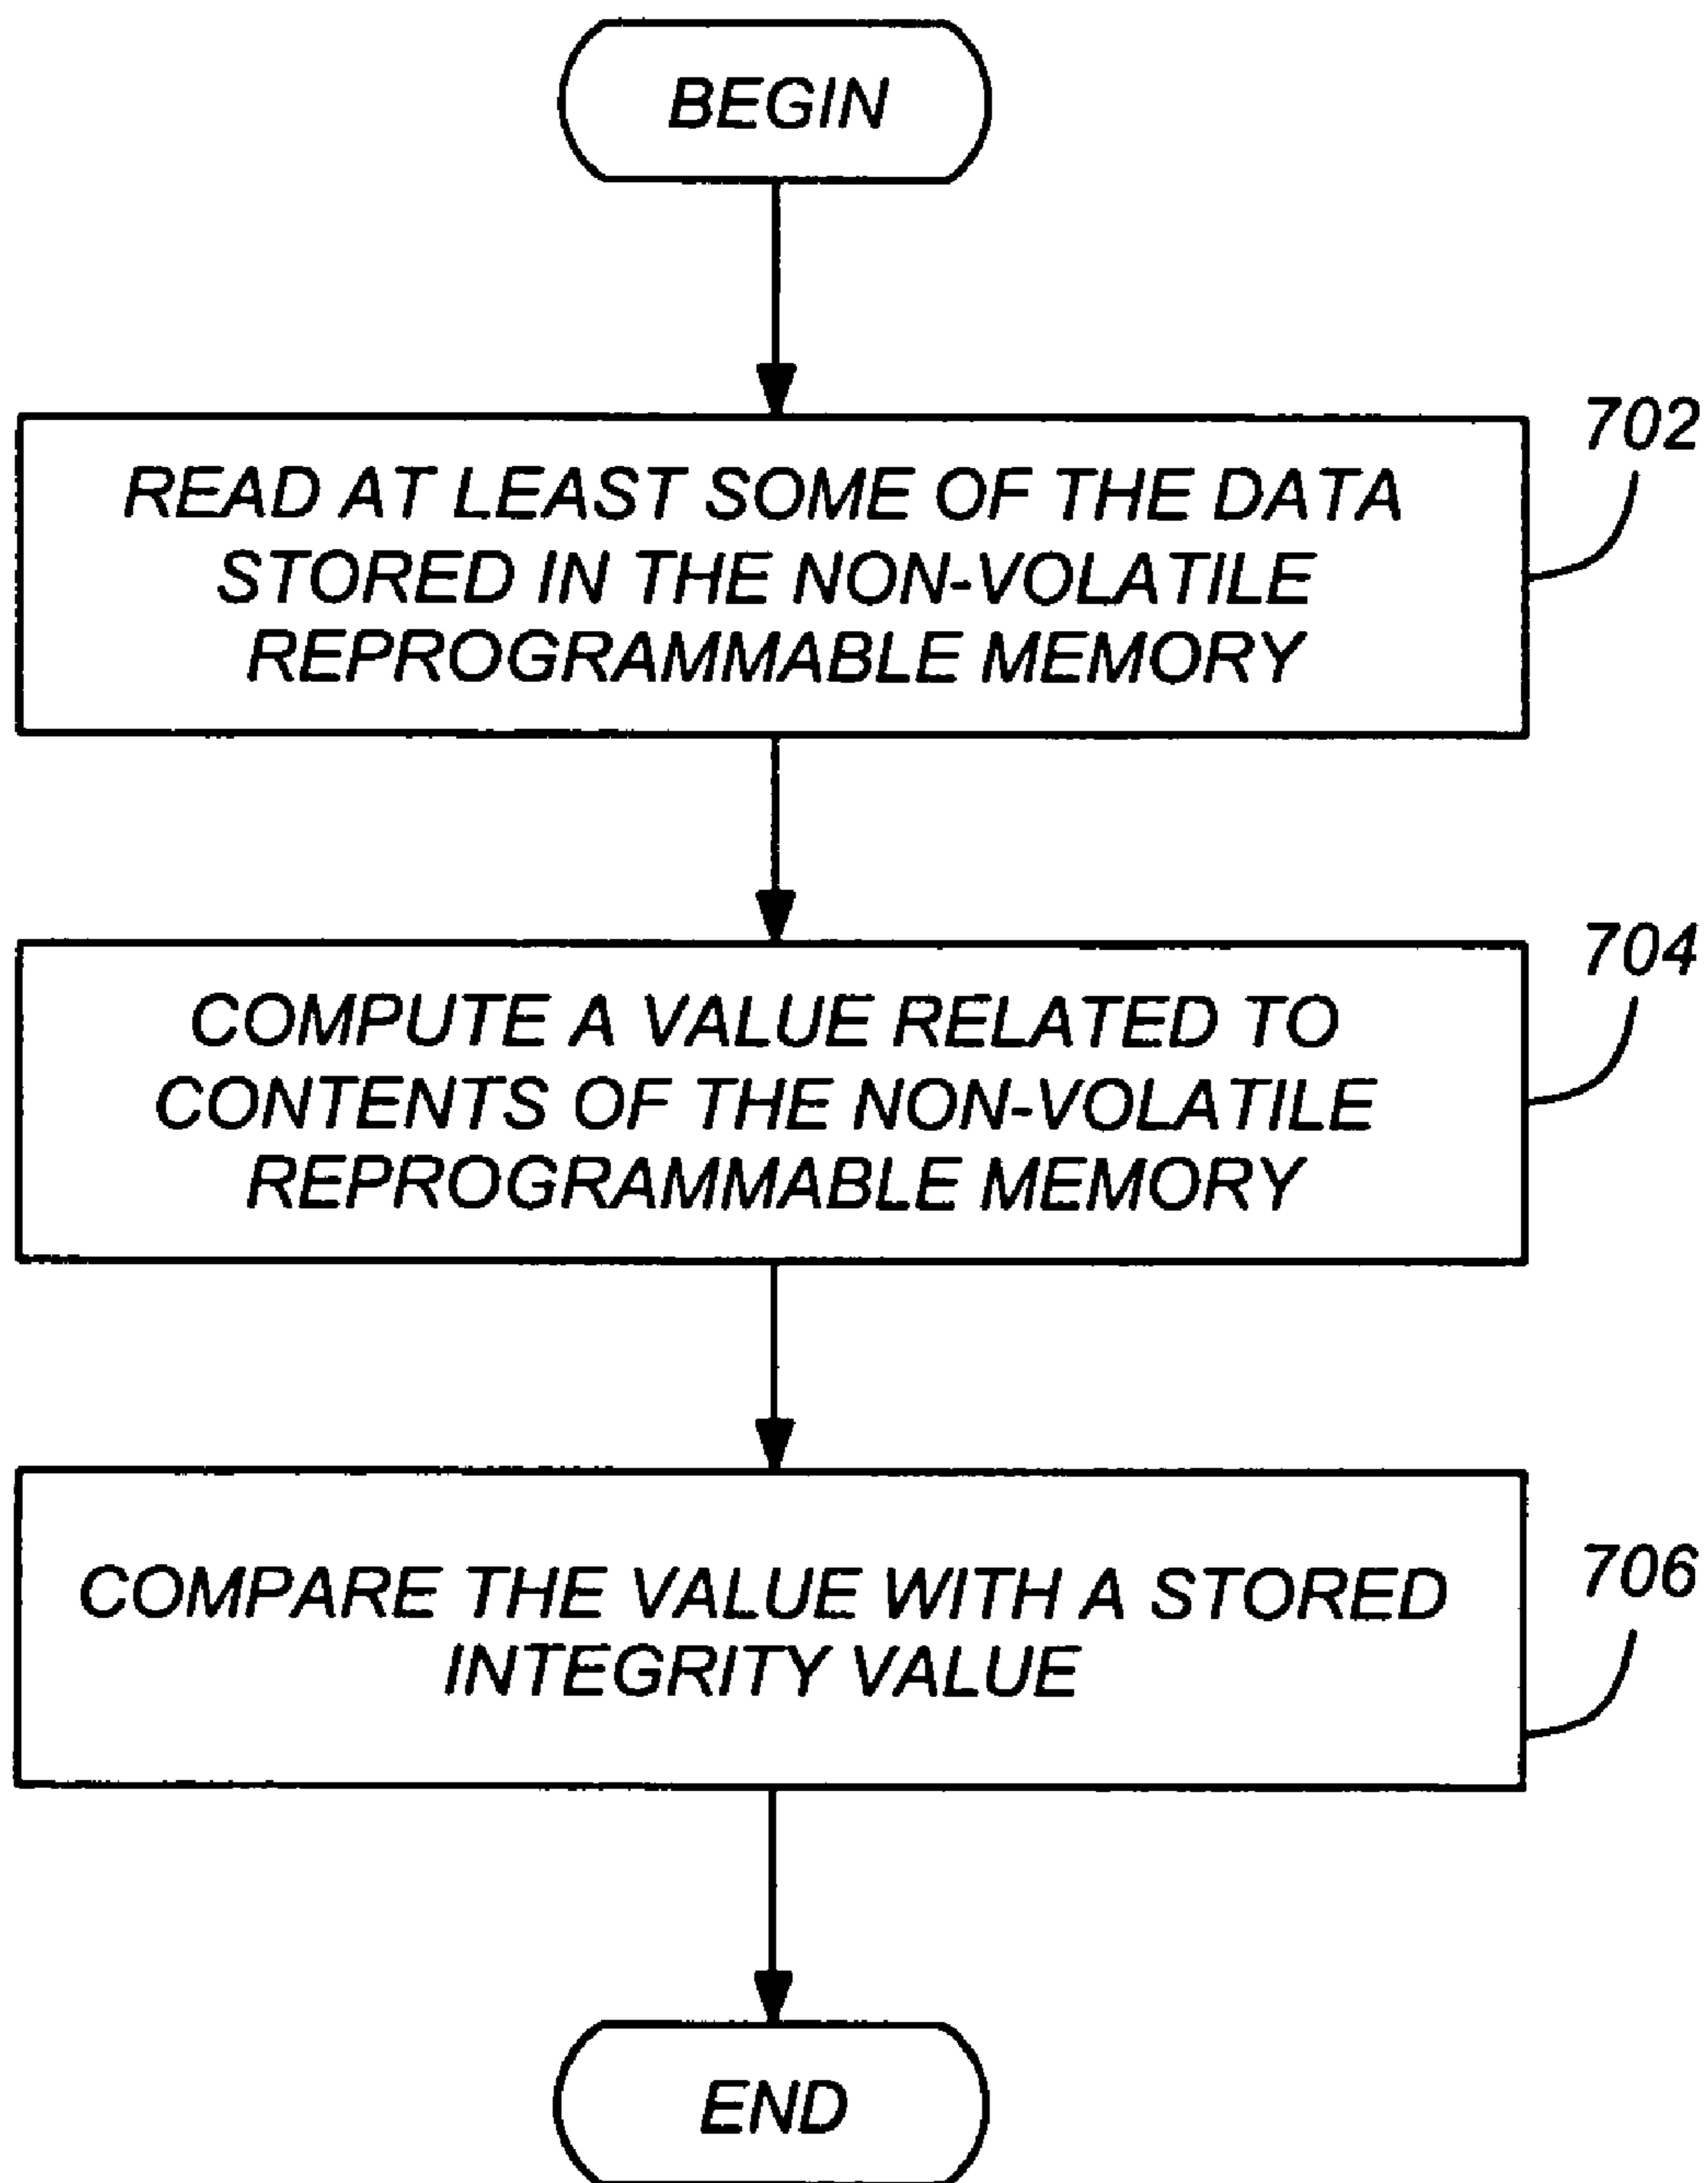 BEGIN
702
READ AT LEAST SOME OF THE DATA
STORED IN THE NON-VOLATILE
REPROGRAMMABLE MEMORY
704
COMPUTE A VALUE RELATED TO
CONTENTS OF THE NON-VOLATILE
REPROGRAMMABLE MEMORY
706
COMPARE THE VALUE WITH A STORED
INTEGRITY VALUE
END